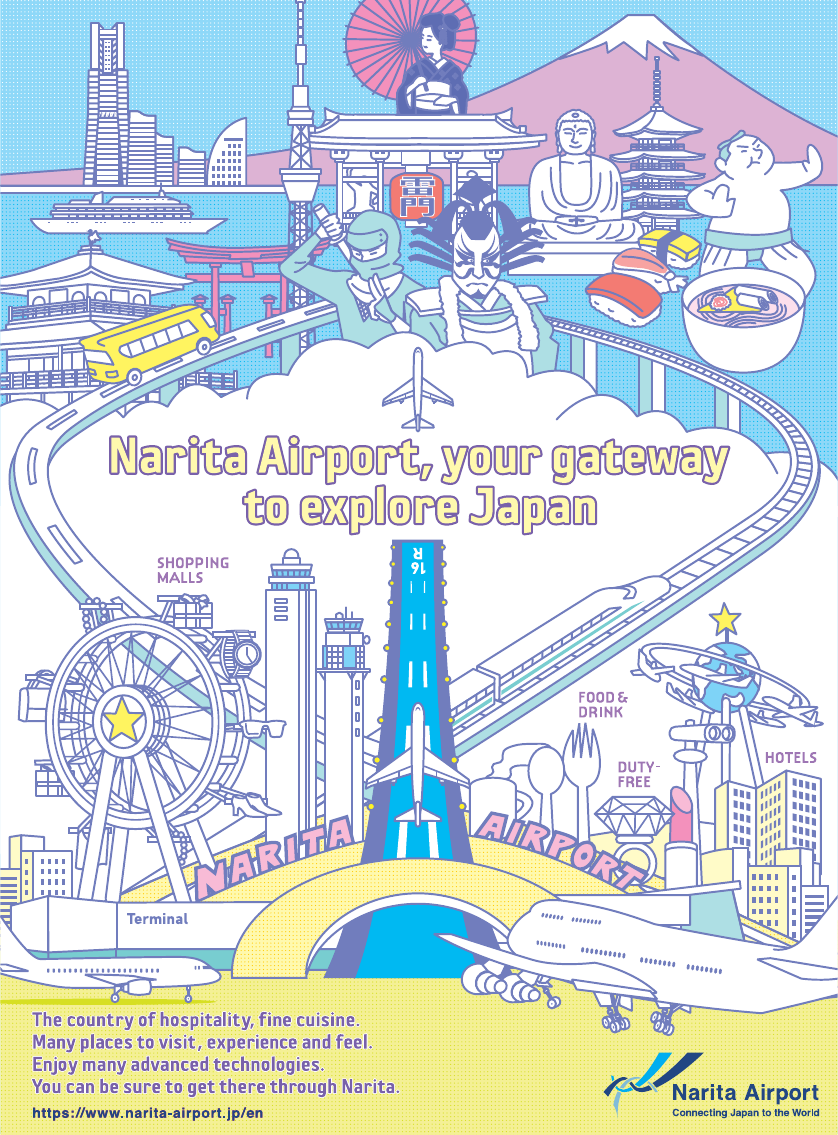 雷門
Narita Airport, your gateway
to explore Japan
16
R
SHOPPING
MALLS
FOOD &
DRINK
DUTY-
FREE
HOTELS
NARITA AIRPORT
Terminal
The country of hospitality, fine cuisine.
Many places to visit, experience and feel.
Enjoy many advanced technologies.
You can be sure to get there through Narita.
https://www.narita-airport.jp/en
Narita Airport
Connecting Japan to the World